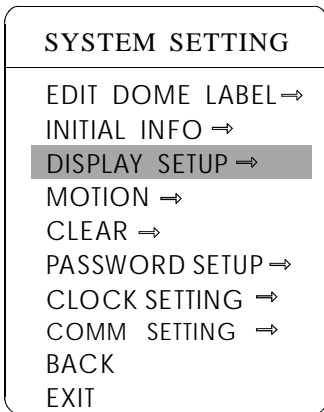 SYSTEM SETTING
EDIT DOME LABEL⇒
INITIAL INFO ⇒
DISPLAY SETUP ⇒
MOTION ⇒
CLEAR ⇒
PASSWORD SETUP ⇒
CLOCK SETTING ⇒
COMM SETTING ⇒
BACK
EXIT